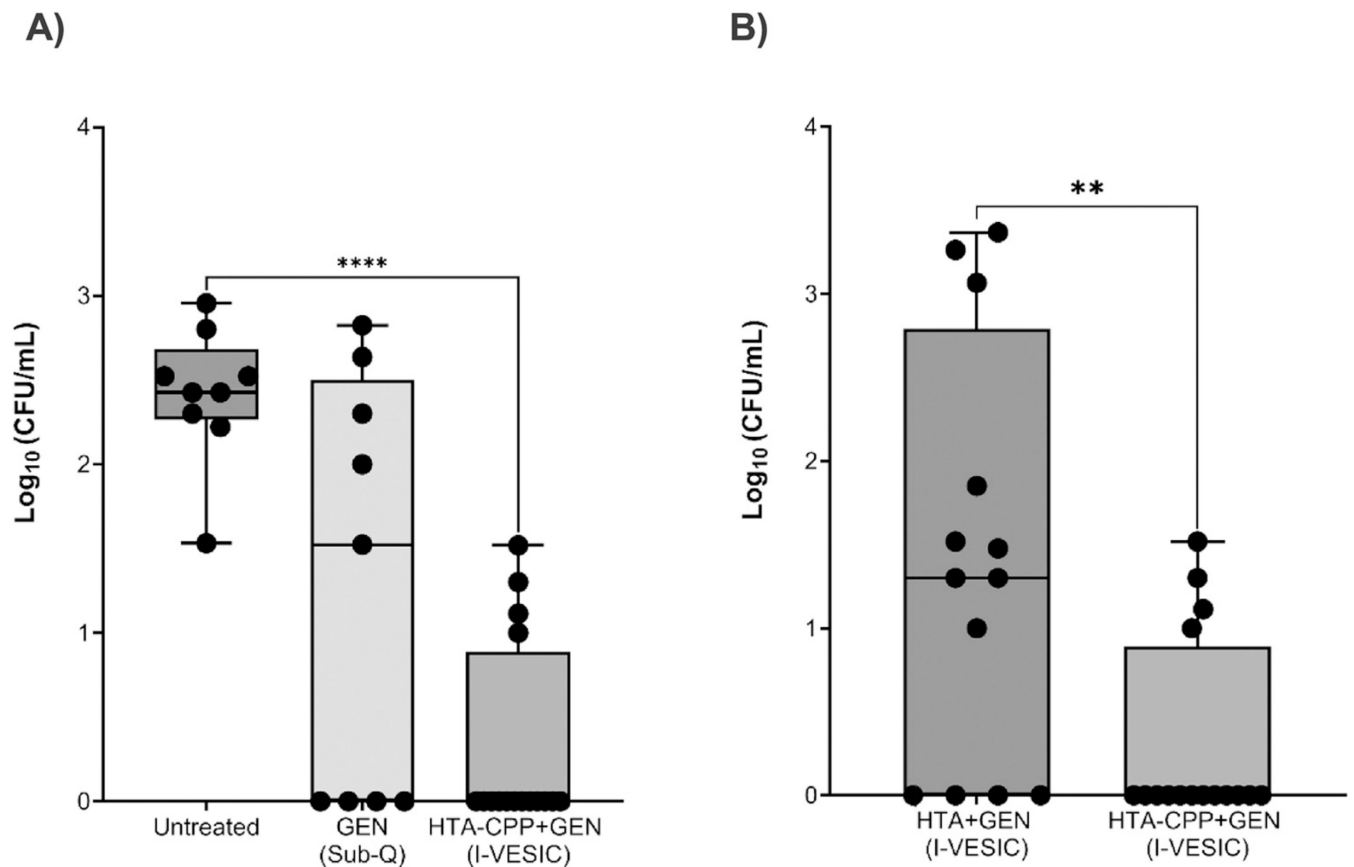 A)
B)
4
3
2
1
0
Log₁₀ (CFU/mL)
****
Untreated
GEN
(Sub-Q)
HTA-CPP+GEN
(I-VESIC)
4
3
2
1
0
Log₁₀ (CFU/mL)
**
HTA+GEN
(I-VESIC)
HTA-CPP+GEN
(I-VESIC)